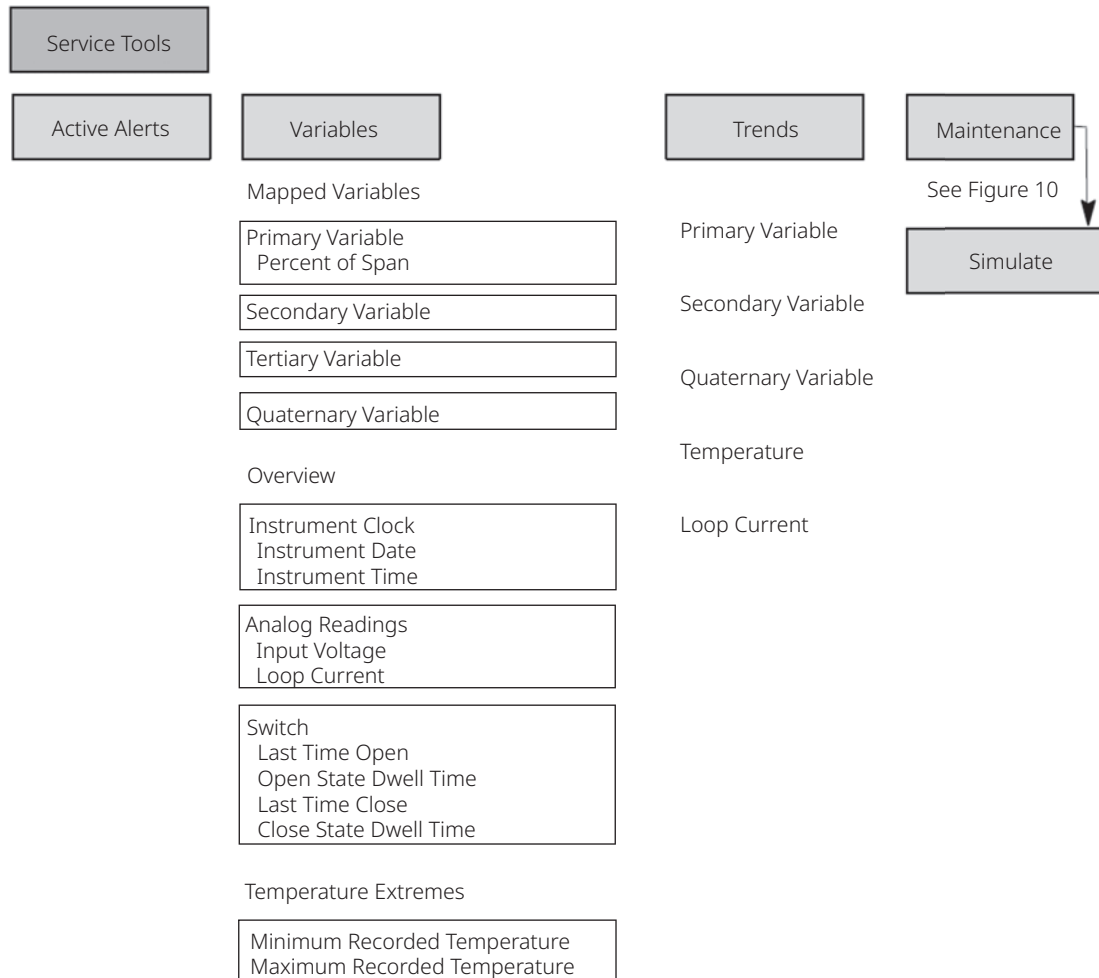 Service Tools
Active Alerts
Variables
Mapped Variables
Primary Variable
Percent of Span
Secondary Variable
Tertiary Variable
Quaternary Variable
Overview
Instrument Clock
Instrument Date
Instrument Time
Analog Readings
Input Voltage
Loop Current
Switch
Last Time Open
Open State Dwell Time
Last Time Close
Close State Dwell Time
Temperature Extremes
Minimum Recorded Temperature
Maximum Recorded Temperature
Trends
Primary Variable
Secondary Variable
Quaternary Variable
Temperature
Loop Current
Maintenance
See Figure 10
Simulate